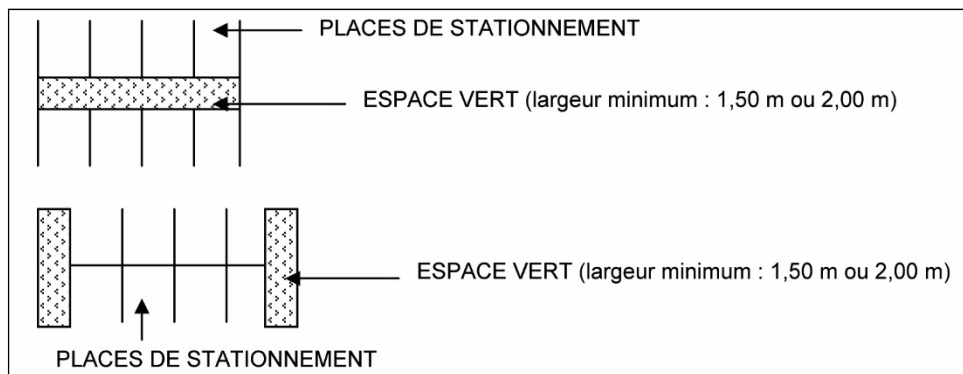 PLACES DE STATIONNEMENT
ESPACE VERT (largeur minimum : 1,50 m ou 2,00 m)
ESPACE VERT (largeur minimum : 1,50 m ou 2,00 m)
PLACES DE STATIONNEMENT